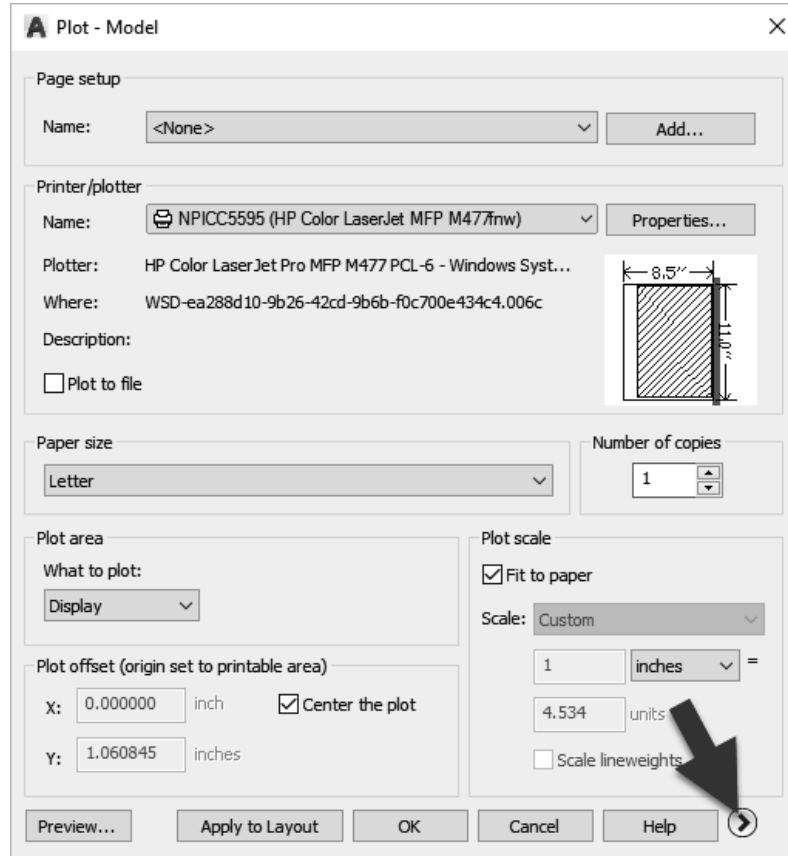 Plot - Model
Page setup
Name: <None> Add...
Printer/plotter
Name: NPICC5595 (HP Color LaserJet MFP M477fnw) Properties...
Plotter: HP Color LaserJet Pro MFP M477 PCL-6 - Windows Syst...
Where: WSD-ea288d10-9b26-42cd-9b6b-f0c700e434c4.006c
Description:
Plot to file
8.5″
11.0″
Paper size
Letter
Number of copies
1
Plot area
What to plot:
Display
Plot scale
Fit to paper
Scale: Custom
1 inches =
4.534 units
Scale lineweights
Plot offset (origin set to printable area)
X: 0.000000 inch Center the plot
Y: 1.060845 inches
Preview... Apply to Layout OK Cancel Help